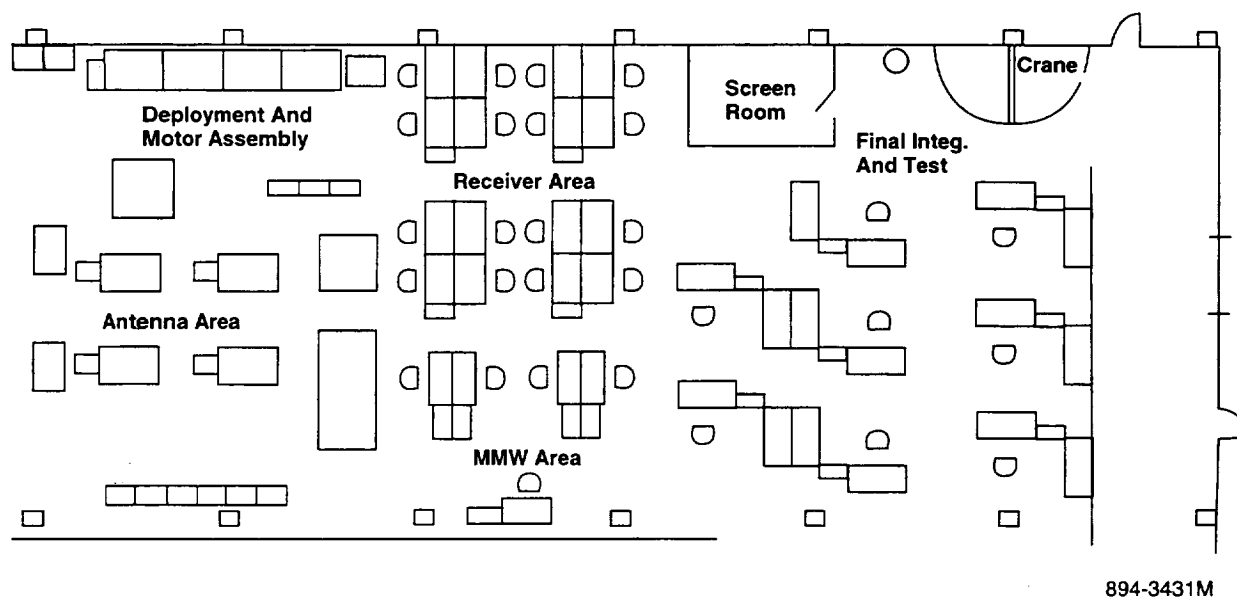 Crane
Screen
Room
Deployment And
Motor Assembly
Final Integ.
And Test
Receiver Area
Antenna Area
MMW Area
894-3431M